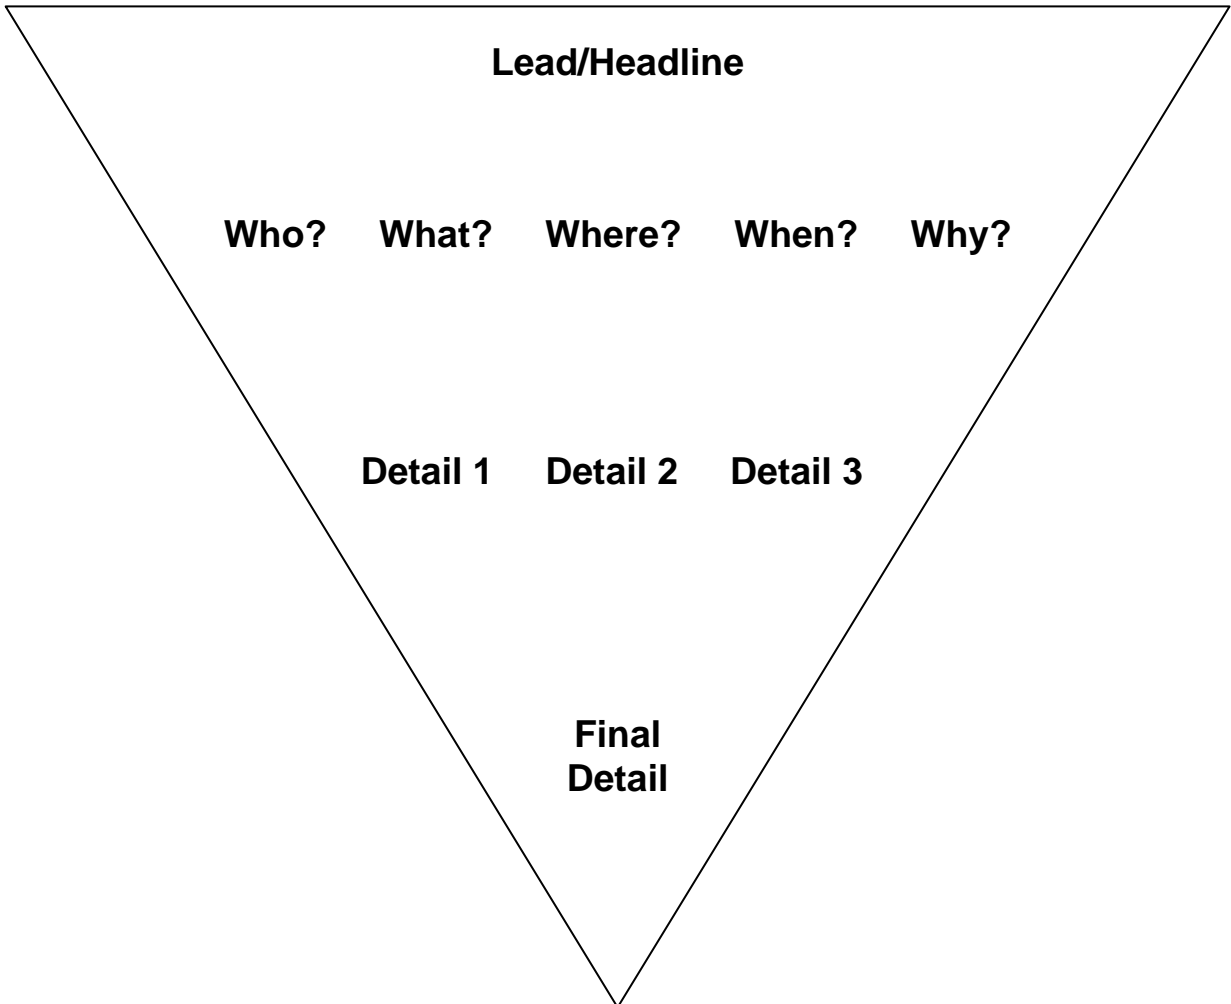 Lead/Headline
Who? What? Where? When? Why?
Detail 1 Detail 2 Detail 3
Final
Detail